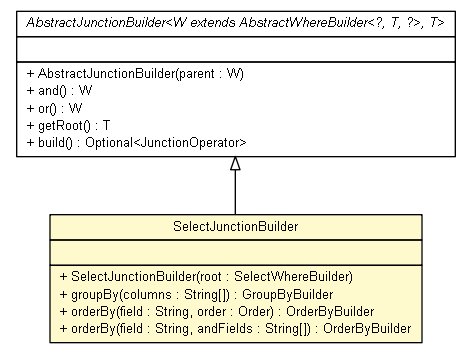 AbstractJunctionBuilder<W extends AbstractWhereBuilder<?, T, ?>, T>
+ AbstractJunctionBuilder(parent : W)
+ and() : W
+ or() : W
+ getRoot() : T
+ build() : Optional<JunctionOperator>
SelectJunctionBuilder
+ SelectJunctionBuilder(root : SelectWhereBuilder)
+ groupBy(columns : String[]) : GroupByBuilder
+ orderBy(field : String, order : Order) : OrderByBuilder
+ orderBy(field : String, andFields : String[]) : OrderByBuilder